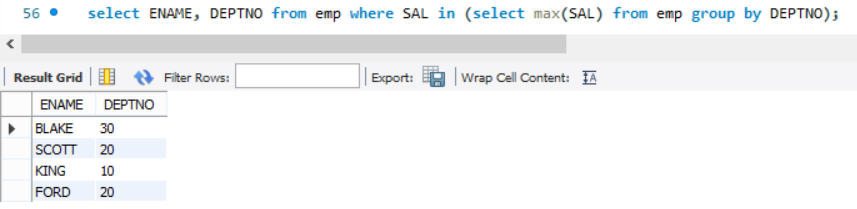 56 select ENAME, DEPTNO from emp where SAL in (select max(SAL) from emp group by DEPTNO);
Result Grid Filter Rows: Export: Wrap Cell Content: IA
ENAME DEPTNO
BLAKE 30
SCOTT 20
KING 10
FORD 20